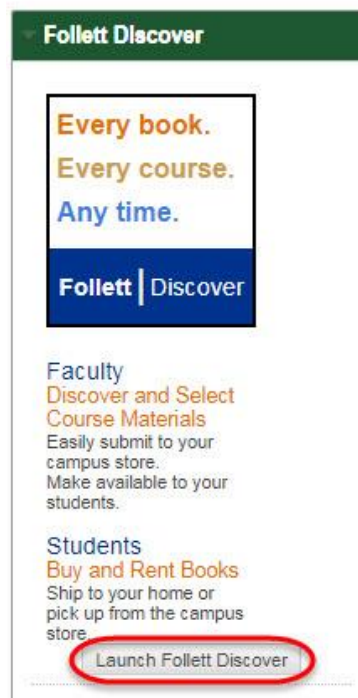 Follett Discover
Every book.
Every course.
Any time.
Follett | Discover
Faculty
Discover and Select
Course Materials
Easily submit to your
campus store.
Make available to your
students.
Students
Buy and Rent Books
Ship to your home or
pick up from the campus
store.
Launch Follett Discover